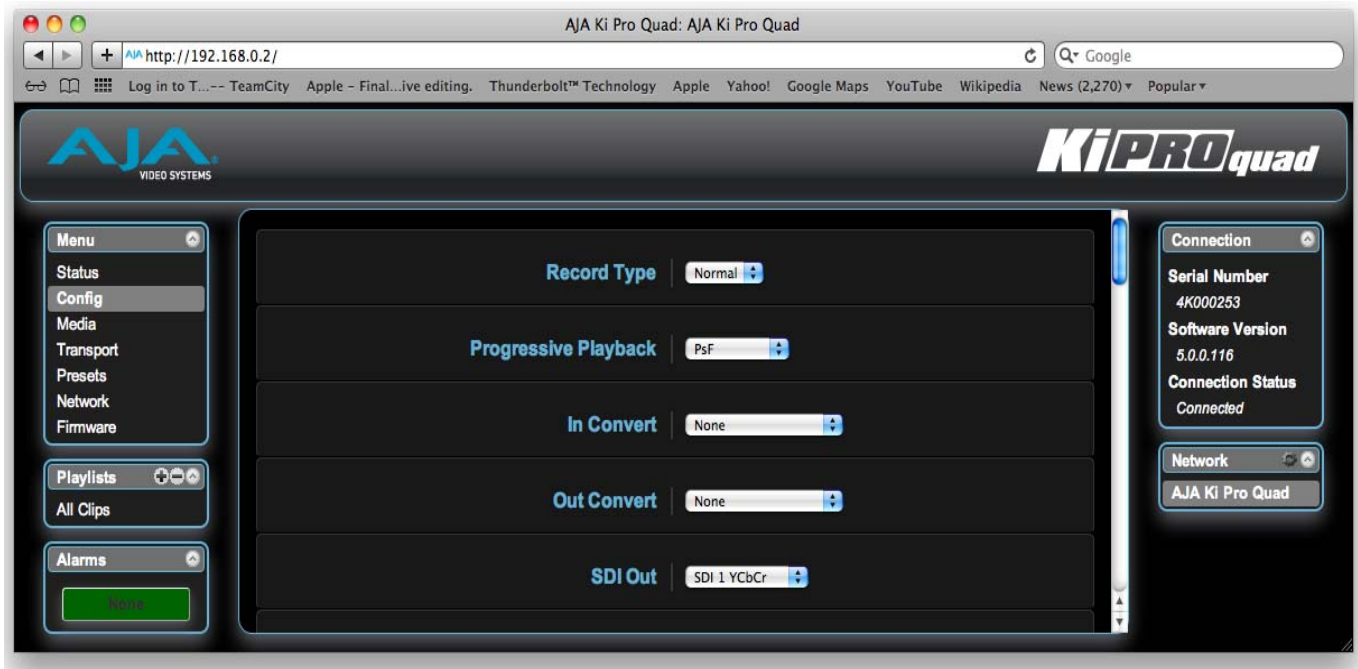 AJA Ki Pro Quad: AJA Ki Pro Quad
AJA http://192.168.0.2/
Google
Log in to T...-- TeamCity Apple – Final...ive editing. Thunderbolt™ Technology Apple Yahoo! Google Maps YouTube Wikipedia News (2,270) Popular
AJA
VIDEO SYSTEMS
KiPRO quad
Menu
Status
Config
Media
Transport
Presets
Network
Firmware
Playlists
All Clips
Alarms
None
Record Type Normal
Progressive Playback PsF
In Convert None
Out Convert None
SDI Out SDI 1 YCbCr
Connection
Serial Number
4K000253
Software Version
5.0.0.116
Connection Status
Connected
Network
AJA Ki Pro Quad